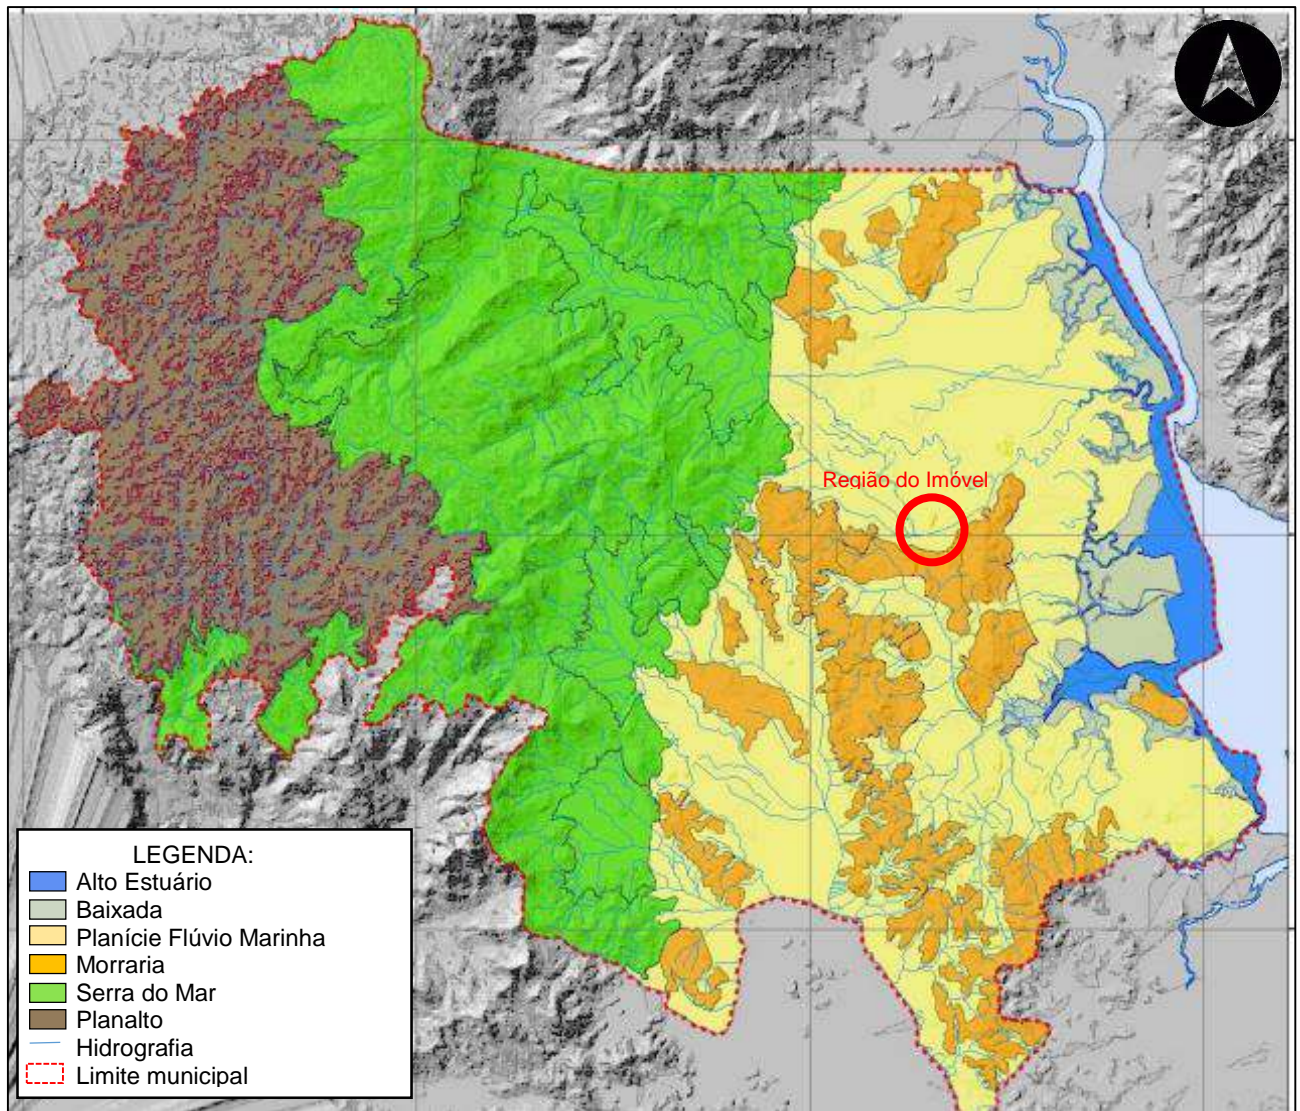 Região do Imóvel
LEGENDA:
Alto Estuário
Baixada
Planície Flúvio Marinha
Morraria
Serra do Mar
Planalto
Hidrografia
Limite municipal